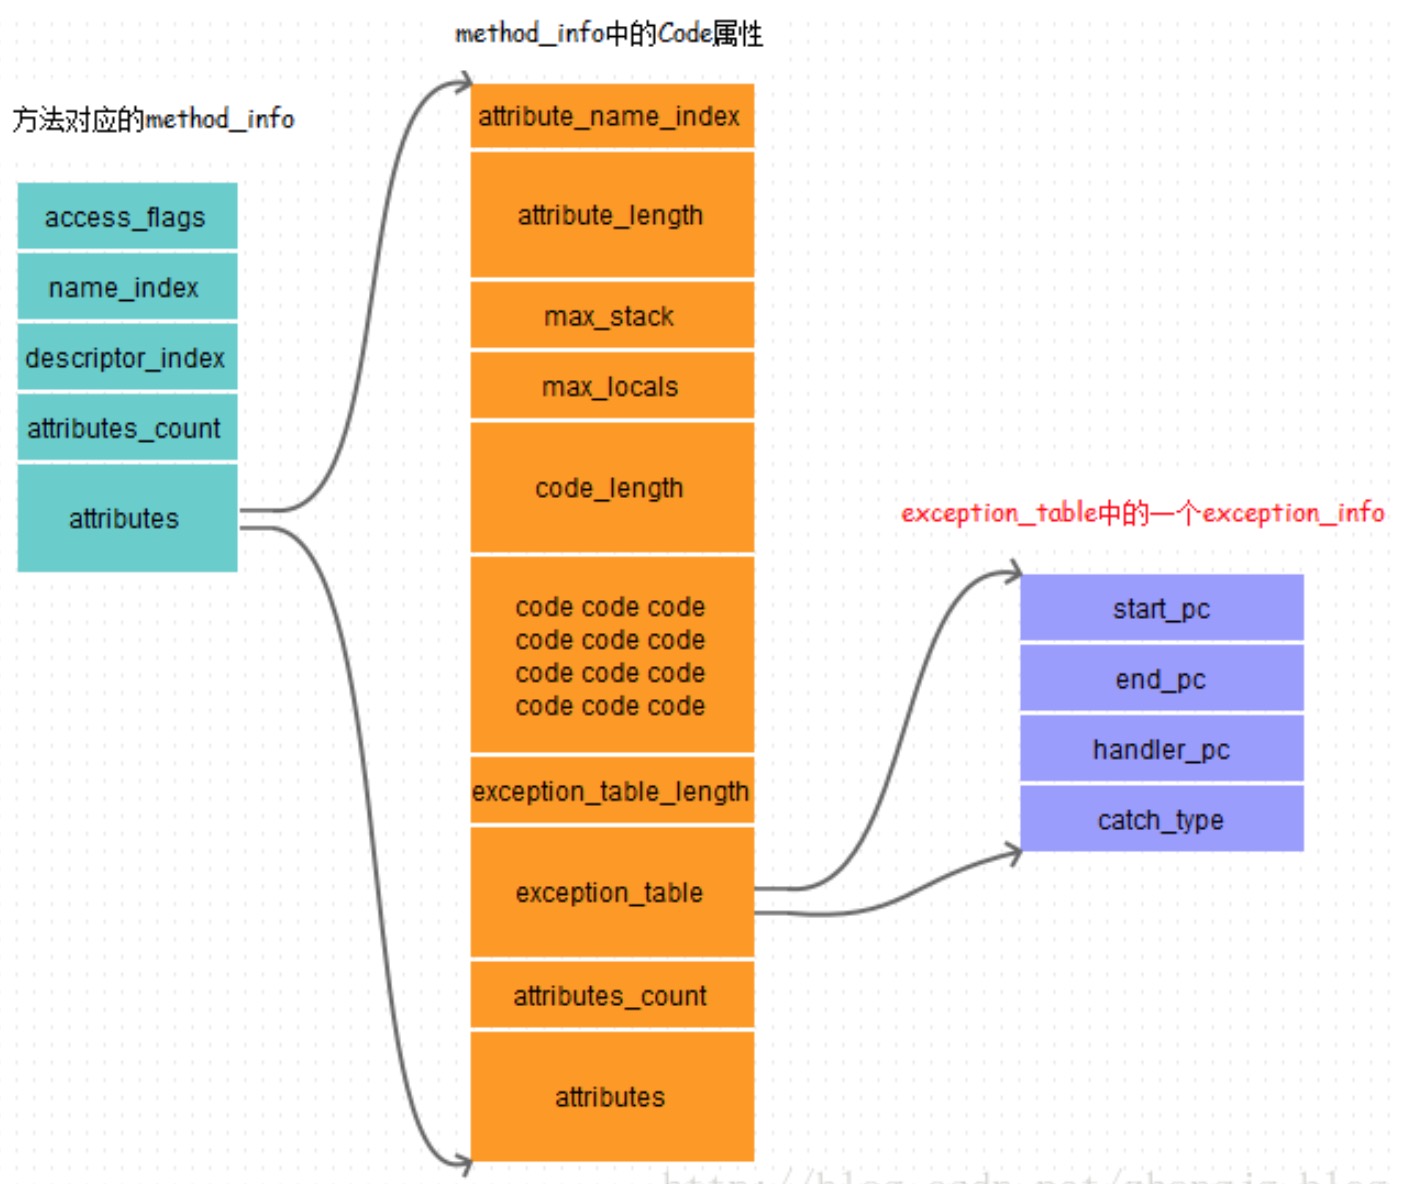 method_info中的Code属性
方法对应的method_info
access_flags
name_index
descriptor_index
attributes_count
attributes
attribute_name_index
attribute_length
max_stack
max_locals
code_length
code code code
code code code
code code code
code code code
exception_table_length
exception_table
attributes_count
attributes
exception_table中的一个exception_info
start_pc
end_pc
handler_pc
catch_type